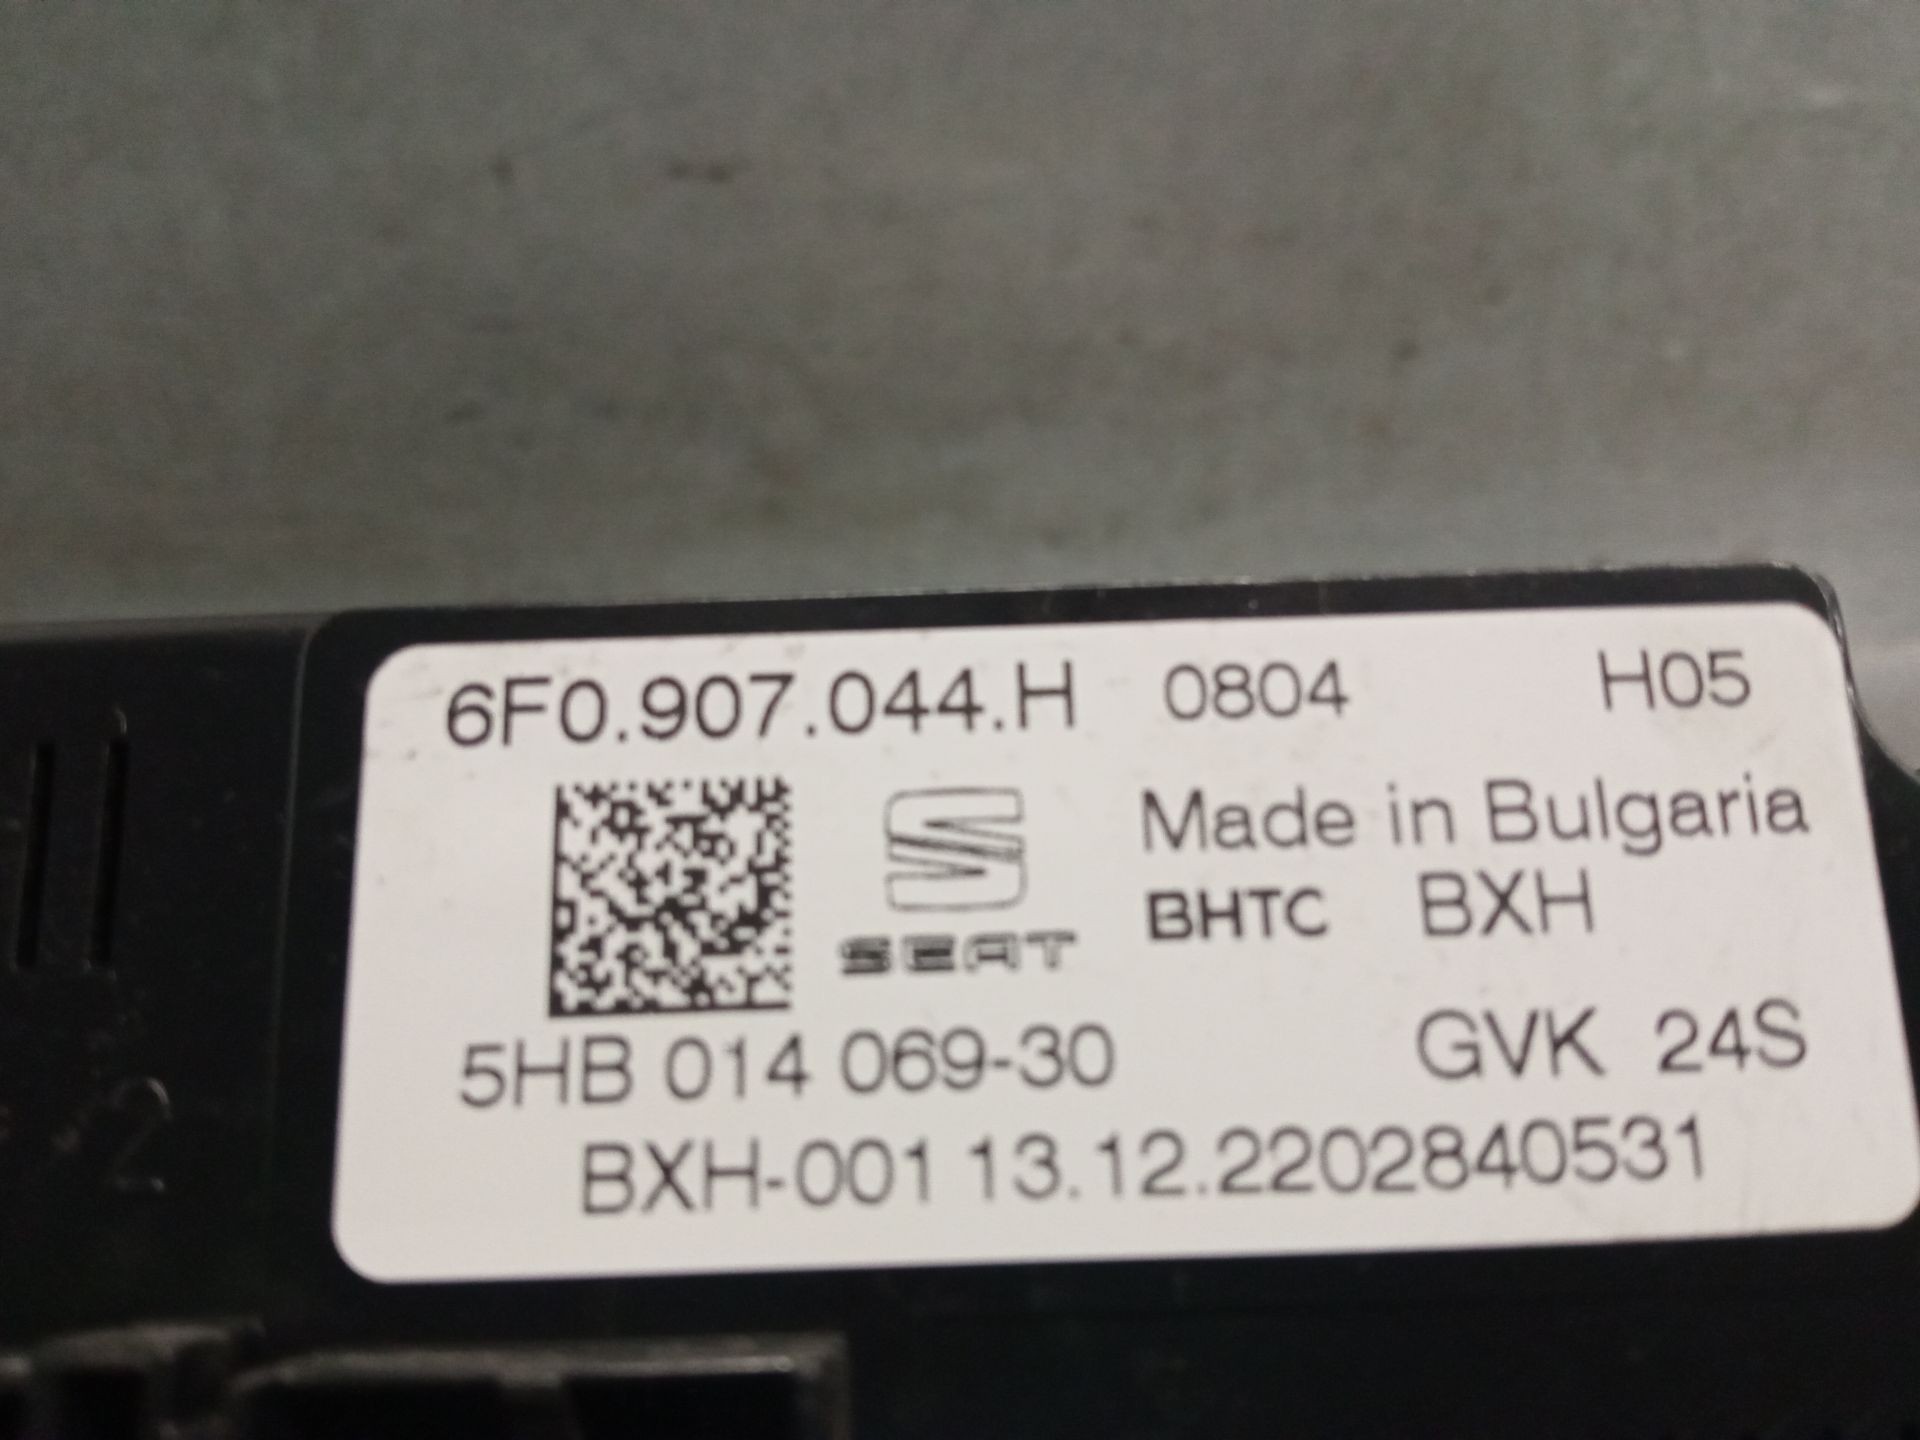 6F0.907.044.H 0804 H05
Made in Bulgaria
SEAT BHTC BXH
5HB 014 069-30 GVK 24S
BXH-001 13.12.2202840531
2